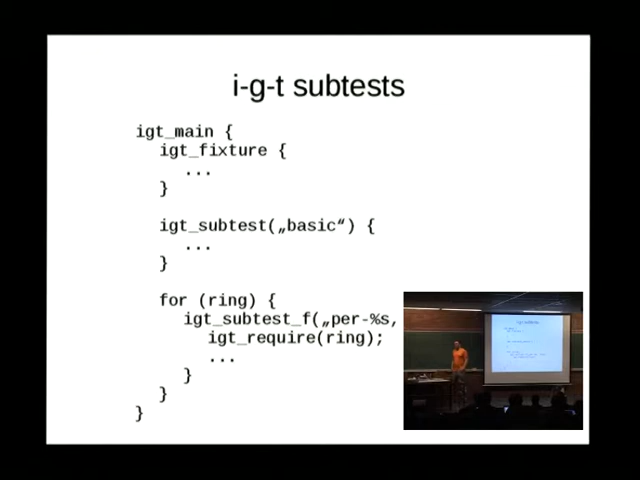 i-g-t subtests
igt_main {
igt_fixture {
...
}
igt_subtest(„basic“) {
...
}
for (ring) {
igt_subtest_f(„per-%s,
igt_require(ring);
...
}
}
}